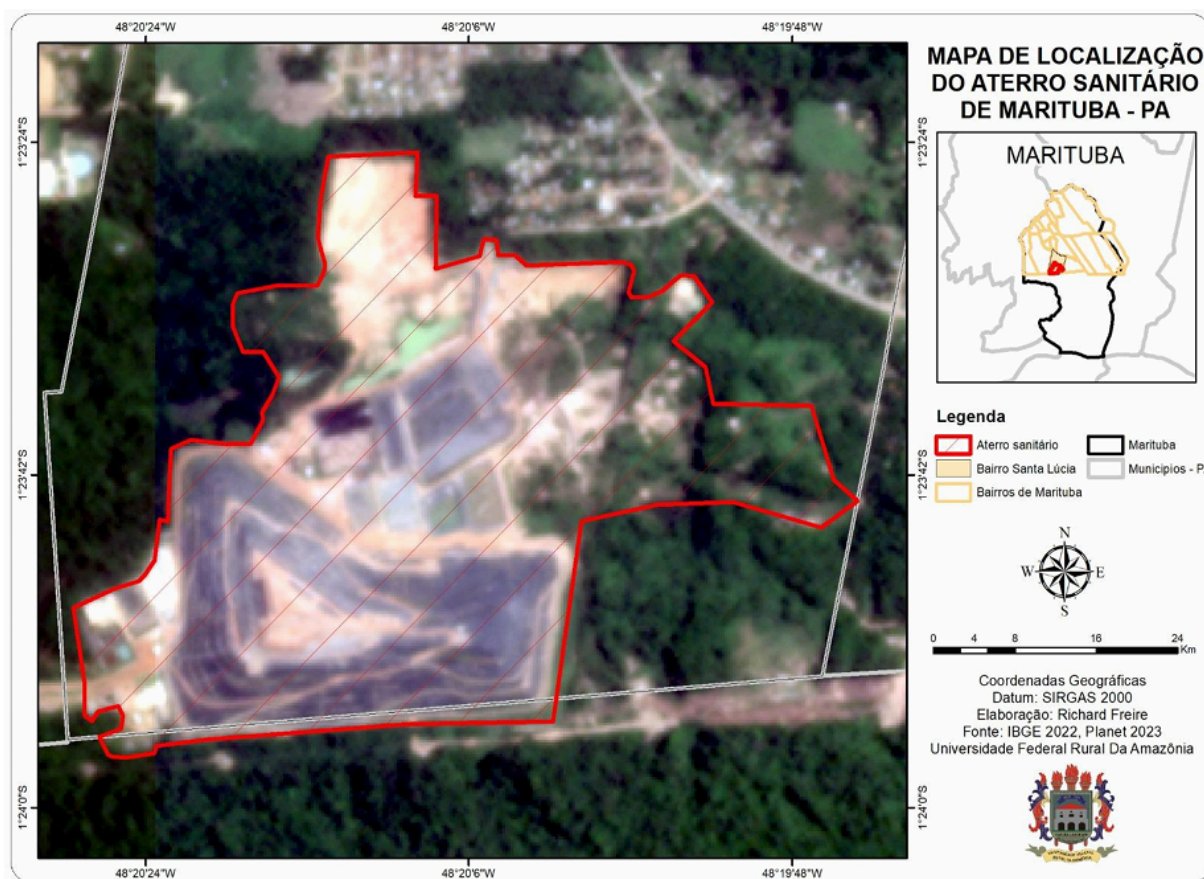 48°20'24"W
48°20'6"W
48°19'48"W
1°23'24"S
1°23'24"S
1°23'42"S
1°23'42"S
1°24'0"S
1°24'0"S
48°20'24"W
48°20'6"W
48°19'48"W
MAPA DE LOCALIZAÇÃO
DO ATERRO SANITÁRIO
DE MARITUBA - PA
MARITUBA
Legenda
Aterro sanitário
Marituba
Bairro Santa Lúcia
Municípios - P
Bairros de Marituba
N
W
E
S
0 4 8 16 24
Km
Coordenadas Geográficas
Datum: SIRGAS 2000
Elaboração: Richard Freire
Fonte: IBGE 2022, Planet 2023
Universidade Federal Rural Da Amazônia